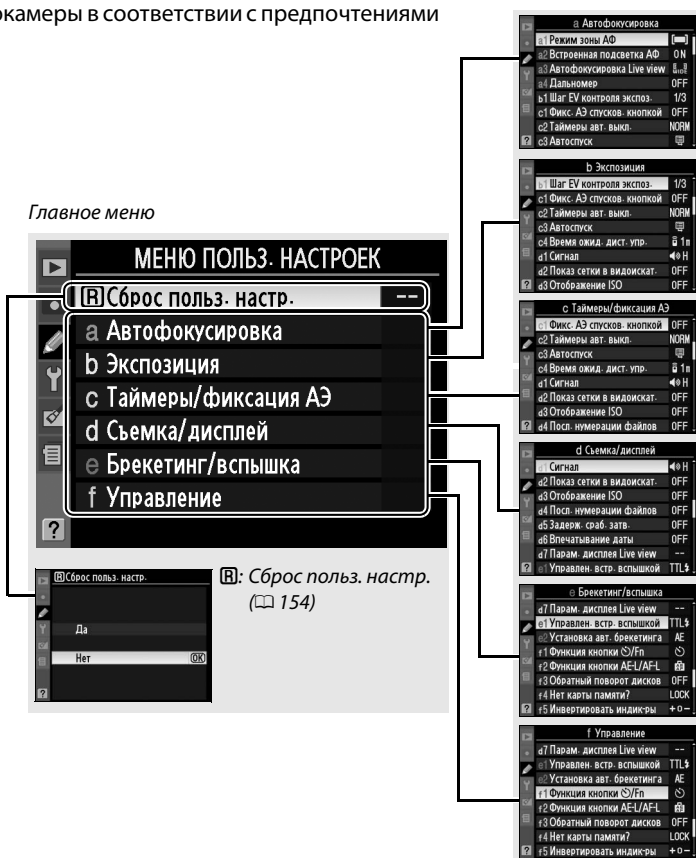 окамеры в соответствии с предпочтениями
Главное меню
МЕНЮ ПОЛЬЗ. НАСТРОЕК
R Сброс польз. настр. --
a Автофокусировка
b Экспозиция
c Таймеры/фиксация АЭ
d Съемка/дисплей
e Брекетинг/вспышка
f Управление
?
R Сброс польз. настр.
Да
Нет OK
?
R: Сброс польз. настр.
( 154)
a Автофокусировка
a1 Режим зоны АФ
a2 Встроенная подсветка АФ ON
a3 Автофокусировка Live view
a4 Дальномер OFF
b1 Шаг EV контроля экспоз. 1/3
c1 Фикс. АЭ спусков. кнопкой OFF
c2 Таймеры авт. выкл. NORM
? c3 Автоспуск
b Экспозиция
b1 Шаг EV контроля экспоз. 1/3
c1 Фикс. АЭ спусков. кнопкой OFF
c2 Таймеры авт. выкл. NORM
c3 Автоспуск
c4 Время ожид. дист. упр. 1m
d1 Сигнал H
d2 Показ сетки в видоискат. OFF
? d3 Отображение ISO OFF
c Таймеры/фиксация АЭ
c1 Фикс. АЭ спусков. кнопкой OFF
c2 Таймеры авт. выкл. NORM
c3 Автоспуск
c4 Время ожид. дист. упр. 1m
d1 Сигнал H
d2 Показ сетки в видоискат. OFF
d3 Отображение ISO OFF
? d4 Посл. нумерации файлов OFF
d Съемка/дисплей
d1 Сигнал H
d2 Показ сетки в видоискат. OFF
d3 Отображение ISO OFF
d4 Посл. нумерации файлов OFF
d5 Задерж. сраб. затв. OFF
d6 Впечатывание даты OFF
d7 Парам. дисплея Live view --
? e1 Управлен. встр. вспышкой TTL
e Брекетинг/вспышка
d7 Парам. дисплея Live view --
e1 Управлен. встр. вспышкой TTL
e2 Установка авт. брекетинга AE
f1 Функция кнопки /Fn
f2 Функция кнопки AE-L/AF-L
f3 Обратный поворот дисков OFF
f4 Нет карты памяти? LOCK
? f5 Инвертировать индик-ры +0−
f Управление
d7 Парам. дисплея Live view --
e1 Управлен. встр. вспышкой TTL
e2 Установка авт. брекетинга AE
f1 Функция кнопки /Fn
f2 Функция кнопки AE-L/AF-L
f3 Обратный поворот дисков OFF
f4 Нет карты памяти? LOCK
? f5 Инвертировать индик-ры +0−